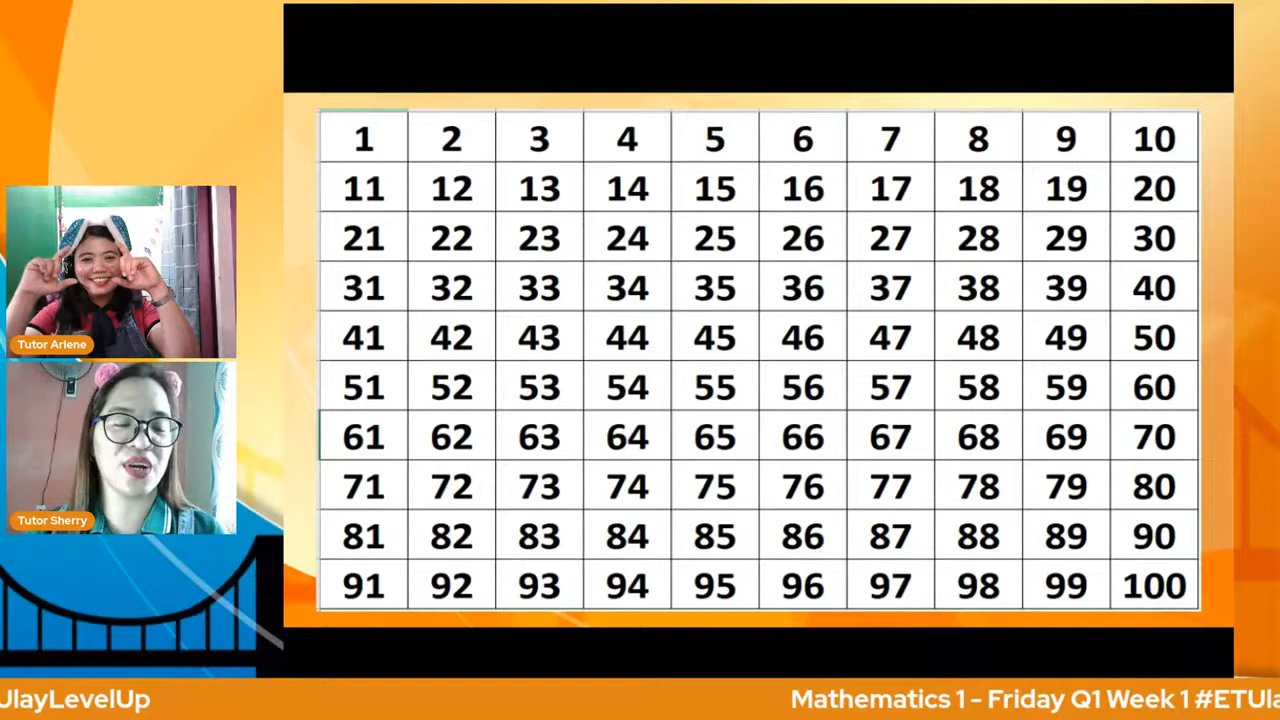 1 2 3 4 5 6 7 8 9 10
11 12 13 14 15 16 17 18 19 20
21 22 23 24 25 26 27 28 29 30
31 32 33 34 35 36 37 38 39 40
41 42 43 44 45 46 47 48 49 50
51 52 53 54 55 56 57 58 59 60
61 62 63 64 65 66 67 68 69 70
71 72 73 74 75 76 77 78 79 80
81 82 83 84 85 86 87 88 89 90
91 92 93 94 95 96 97 98 99 100
Tutor Arlene
Tutor Sherry
UlayLevelUp Mathematics 1 - Friday Q1 Week 1 #ETUla